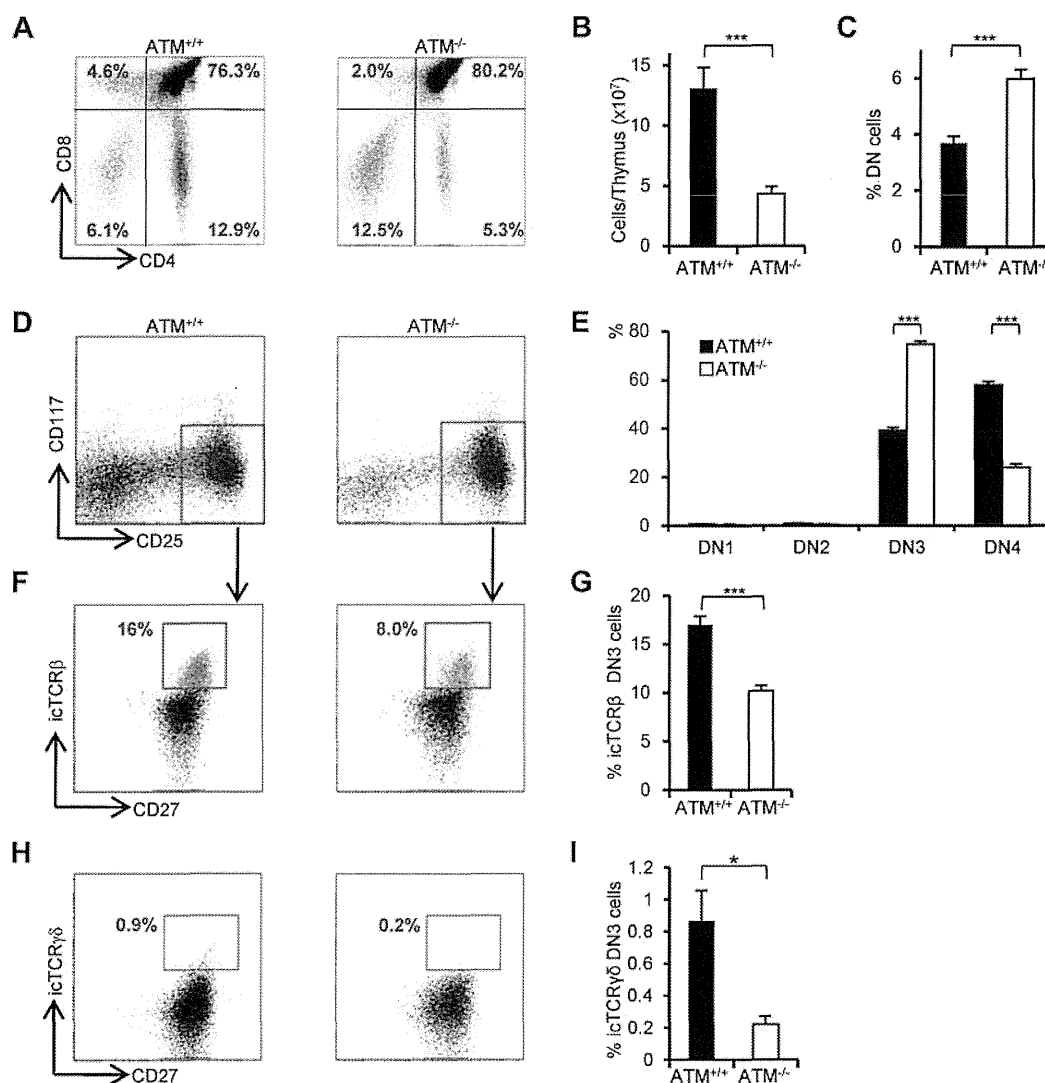 A
ATM+/+
ATM-/-
4.6%
76.3%
2.0%
80.2%
CD8
6.1%
12.9%
12.5%
5.3%
CD4
B
***
15
10
5
0
Cells/Thymus (x10⁷)
ATM+/+
ATM-/-
C
***
6
4
2
0
% DN cells
ATM+/+
ATM-/-
D
ATM+/+
ATM-/-
CD117
CD25
E
%
80
60
40
20
0
ATM+/+
ATM-/-
***
***
DN1
DN2
DN3
DN4
F
16%
8.0%
icTCRβ
CD27
G
***
20
15
10
5
0
% icTCRβ DN3 cells
ATM+/+
ATM-/-
H
0.9%
0.2%
icTCRγδ
CD27
I
*
1.2
1
0.8
0.6
0.4
0.2
0
% icTCRγδ DN3 cells
ATM+/+
ATM-/-